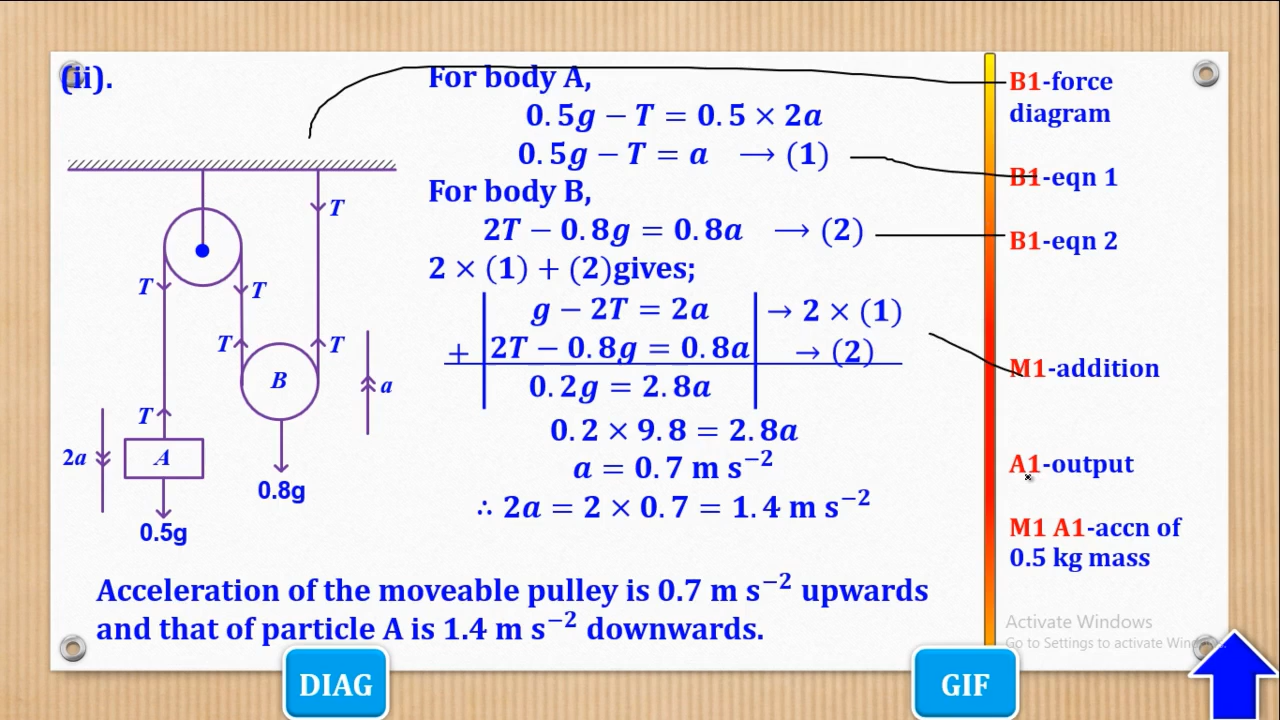 (ii).
For body A,
0.5g − T = 0.5 × 2a
0.5g − T = a → (1)
For body B,
2T − 0.8g = 0.8a → (2)
2 × (1) + (2)gives;
g − 2T = 2a → 2 × (1)
+ 2T − 0.8g = 0.8a → (2)
0.2g = 2.8a
0.2 × 9.8 = 2.8a
a = 0.7 m s⁻²
∴ 2a = 2 × 0.7 = 1.4 m s⁻²
T
T
T
T
T
B
a
T
2a
A
0.8g
0.5g
Acceleration of the moveable pulley is 0.7 m s⁻² upwards
and that of particle A is 1.4 m s⁻² downwards.
B1-force
diagram
B1-eqn 1
B1-eqn 2
M1-addition
A1-output
M1 A1-accn of
0.5 kg mass
Activate Windows
Go to Settings to activate Windows.
DIAG
GIF